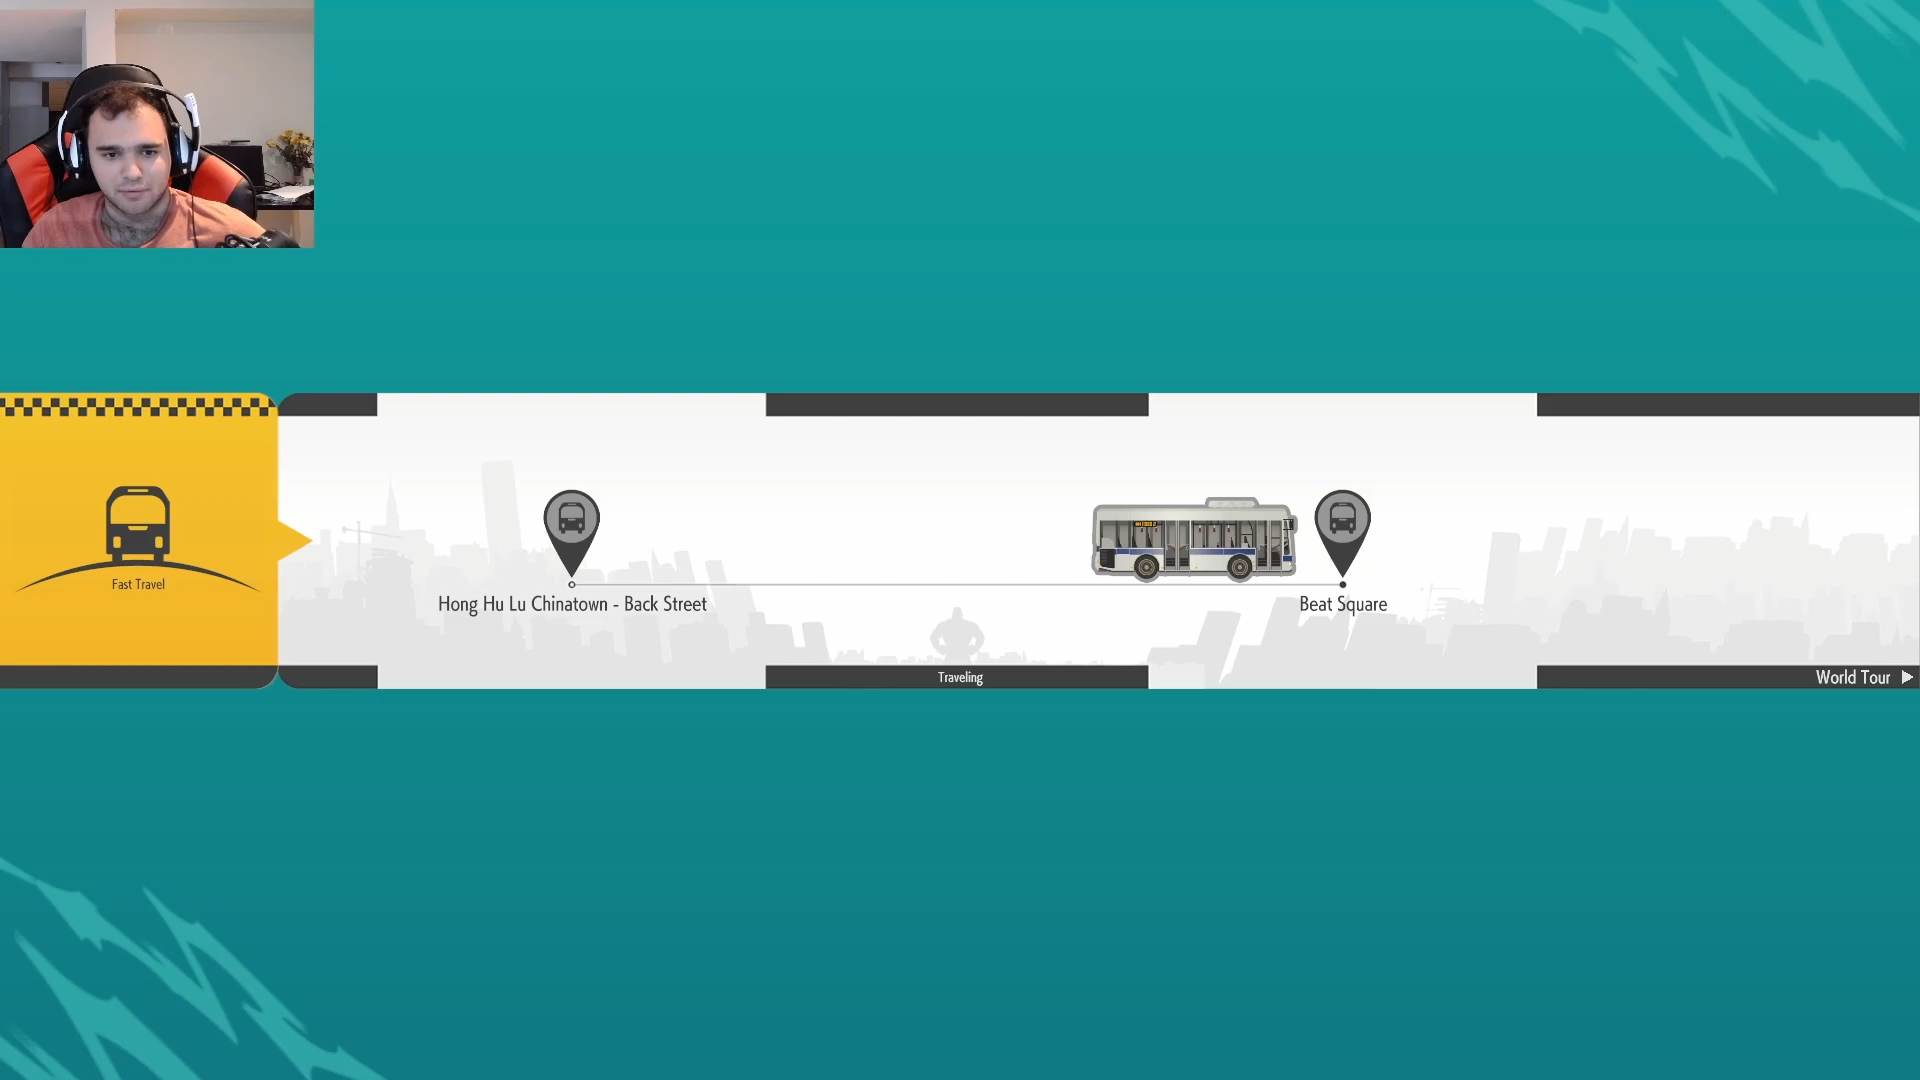 Fast Travel
Hong Hu Lu Chinatown - Back Street
Beat Square
Traveling
World Tour